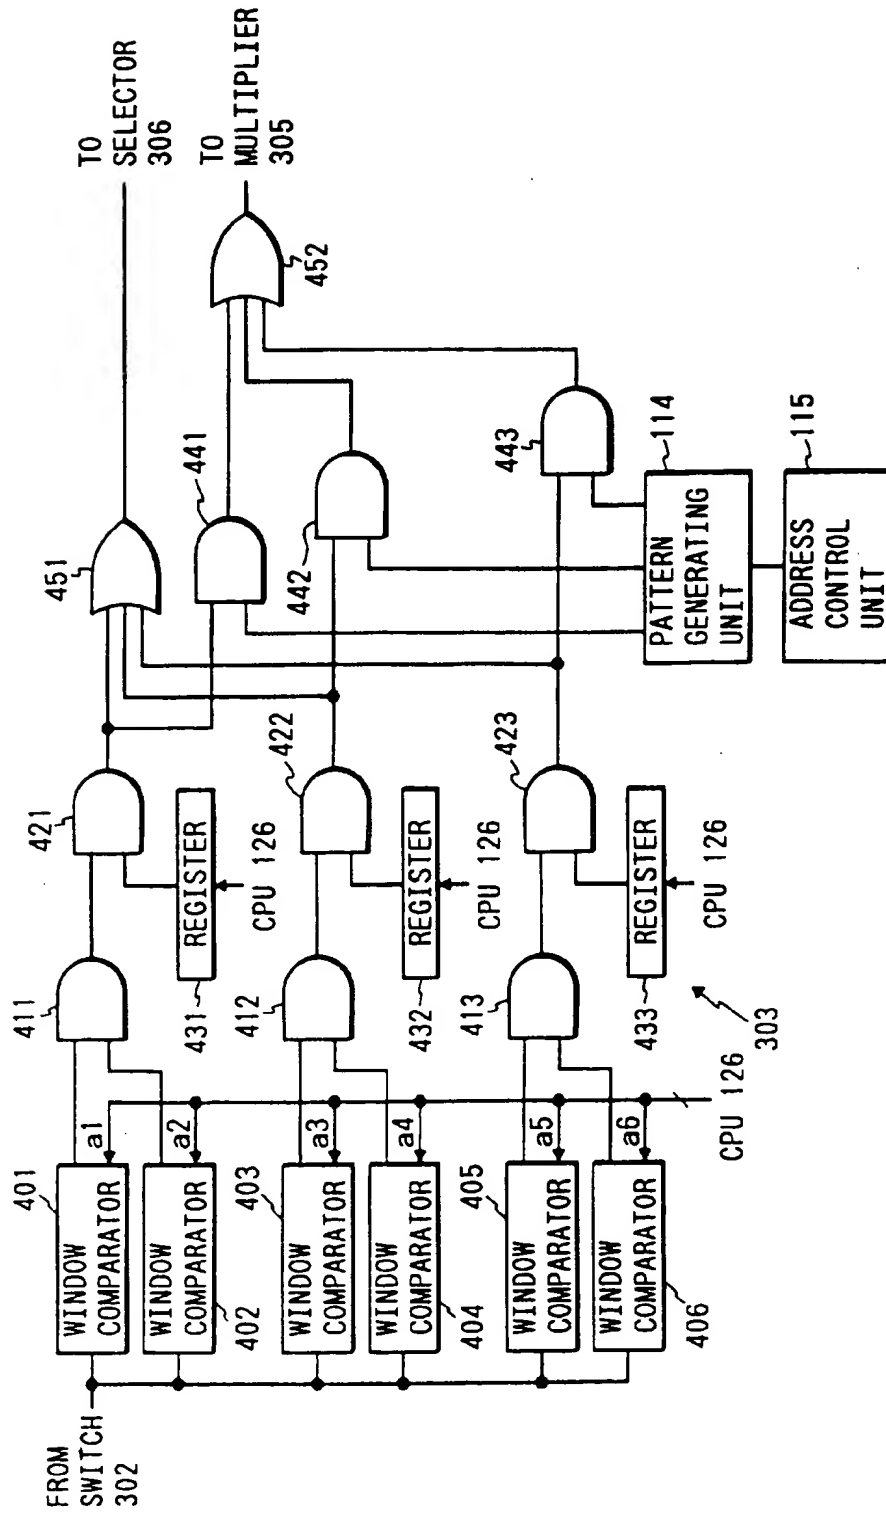 FROM
SWITCH
302
401
WINDOW
COMPARATOR
a1
WINDOW
COMPARATOR
402
a2
403
WINDOW
COMPARATOR
a3
WINDOW
COMPARATOR
404
a4
405
WINDOW
COMPARATOR
a5
WINDOW
COMPARATOR
406
a6
CPU 126
411
412
413
421
431
REGISTER
CPU 126
422
432
REGISTER
CPU 126
423
433
REGISTER
CPU 126
303
451
441
442
443
452
TO
SELECTOR
306
TO
MULTIPLIER
305
PATTERN
GENERATING
UNIT
114
ADDRESS
CONTROL
UNIT
115